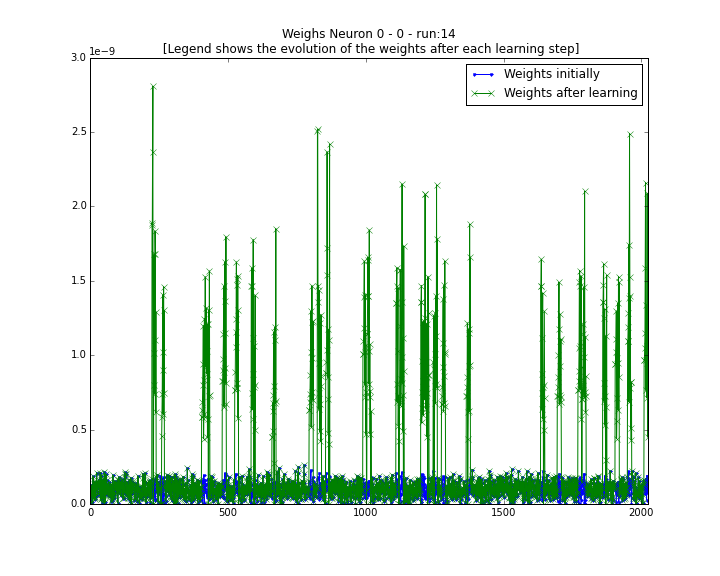 Weighs Neuron 0 - 0 - run:14
[Legend shows the evolution of the weights after each learning step]
1e−9
Weights initially
Weights after learning
3.0
2.5
2.0
1.5
1.0
0.5
0.0
0 500 1000 1500 2000